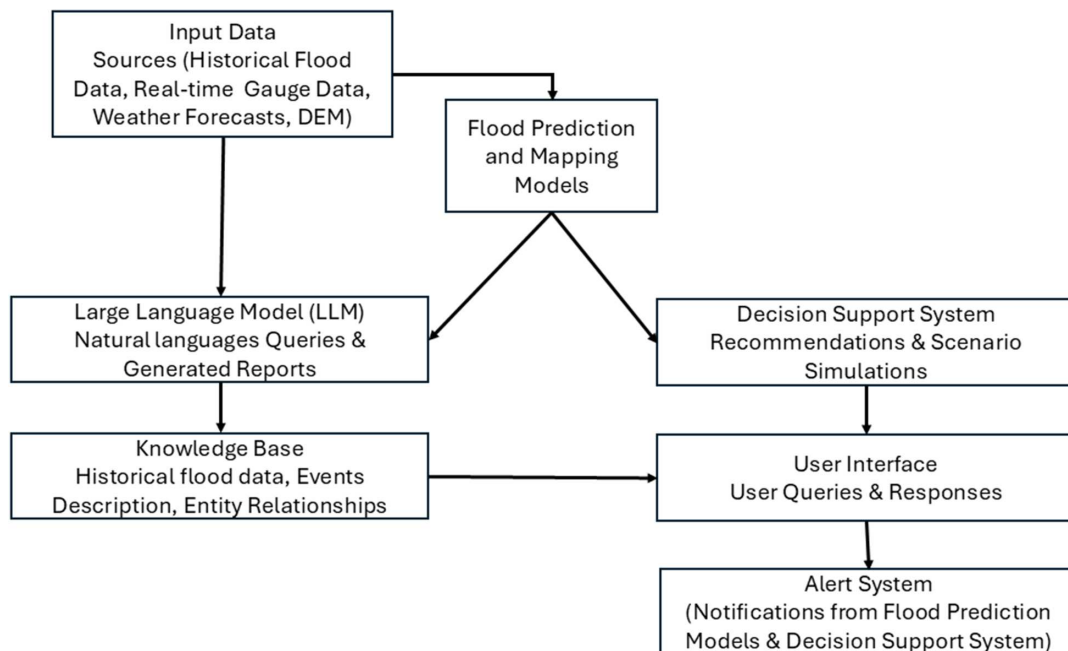 Input Data
Sources (Historical Flood
Data, Real-time Gauge Data,
Weather Forecasts, DEM)
Flood Prediction
and Mapping
Models
Large Language Model (LLM)
Natural languages Queries &
Generated Reports
Decision Support System
Recommendations & Scenario
Simulations
Knowledge Base
Historical flood data, Events
Description, Entity Relationships
User Interface
User Queries & Responses
Alert System
(Notifications from Flood Prediction
Models & Decision Support System)